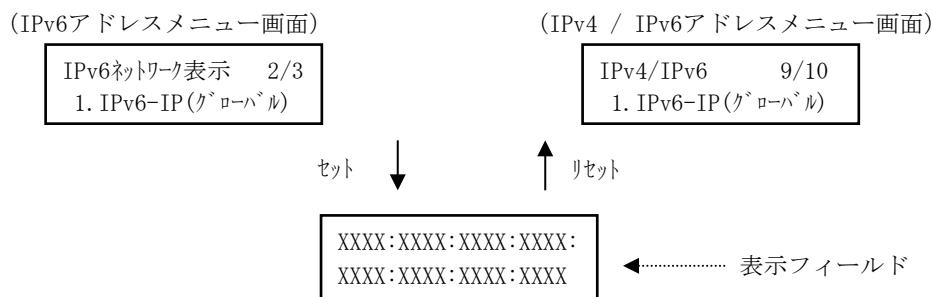 (IPv6アドレスメニュー画面)
(IPv4 / IPv6アドレスメニュー画面)
IPv6ﾈｯﾄﾜｰｸ表示 2/3
1.IPv6-IP(ｸﾞﾛｰﾊﾞﾙ)
IPv4/IPv6 9/10
1.IPv6-IP(ｸﾞﾛｰﾊﾞﾙ)
ｾｯﾄ
ﾘｾｯﾄ
XXXX:XXXX:XXXX:XXXX:
XXXX:XXXX:XXXX:XXXX
表示フィールド